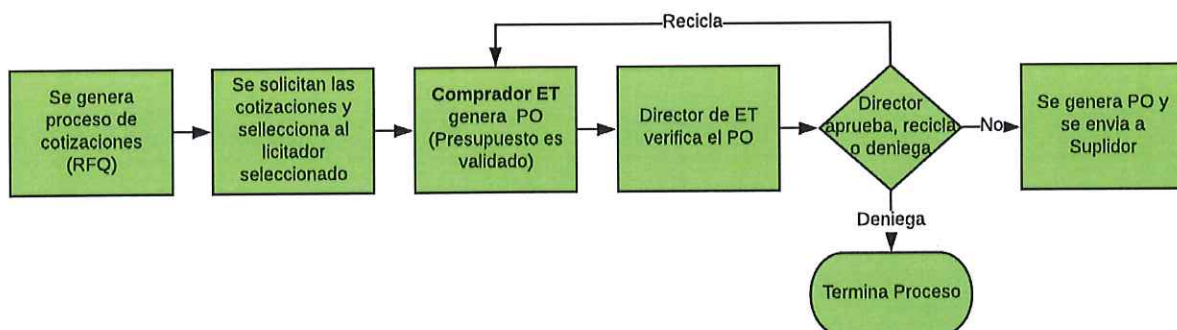 Recicla
Se genera
proceso de
cotizaciones
(RFQ)
Se solicitan las
cotizaciones y
sellecciona al
licitador
seleccionado
Comprador ET
genera PO
(Presupuesto es
validado)
Director de ET
verifica el PO
Director
aprueba, recicla
o deniega
No
Se genera PO y
se envia a
Suplidor
Deniega
Termina Proceso